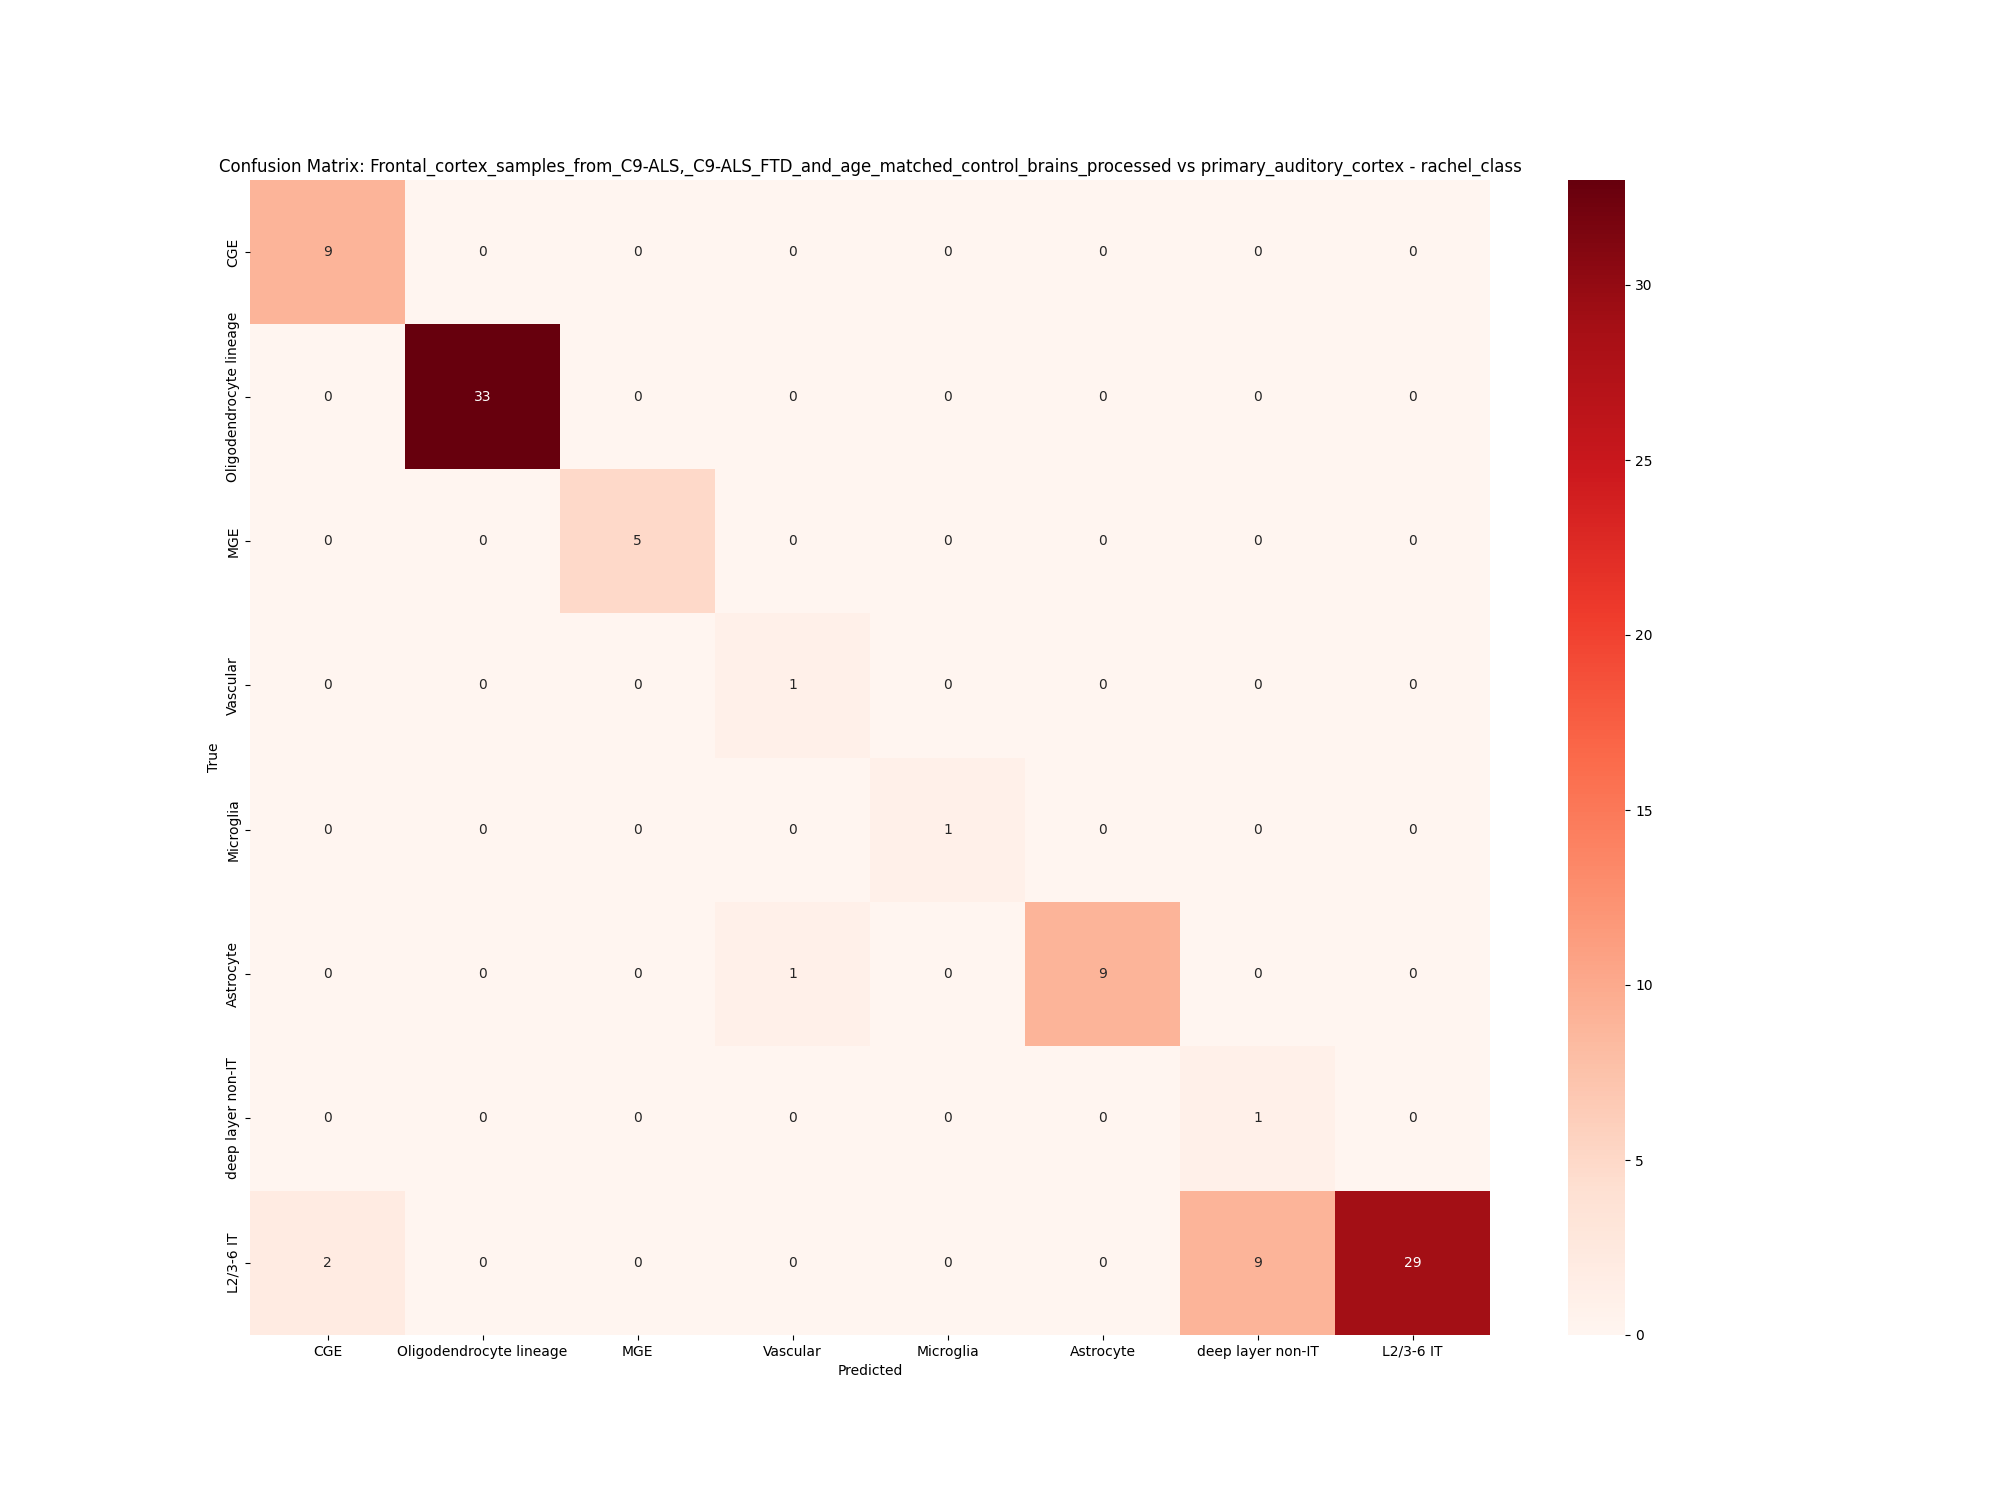 Confusion Matrix: Frontal_cortex_samples_from_C9-ALS,_C9-ALS_FTD_and_age_matched_control_brains_processed vs primary_auditory_cortex - rachel_class
True
CGE 9 0 0 0 0 0 0 0
Oligodendrocyte lineage 0 33 0 0 0 0 0 0
MGE 0 0 5 0 0 0 0 0
Vascular 0 0 0 1 0 0 0 0
Microglia 0 0 0 0 1 0 0 0
Astrocyte 0 0 0 1 0 9 0 0
deep layer non-IT 0 0 0 0 0 0 1 0
L2/3-6 IT 2 0 0 0 0 0 9 29
CGE Oligodendrocyte lineage MGE Vascular Microglia Astrocyte deep layer non-IT L2/3-6 IT
Predicted
30
25
20
15
10
5
0